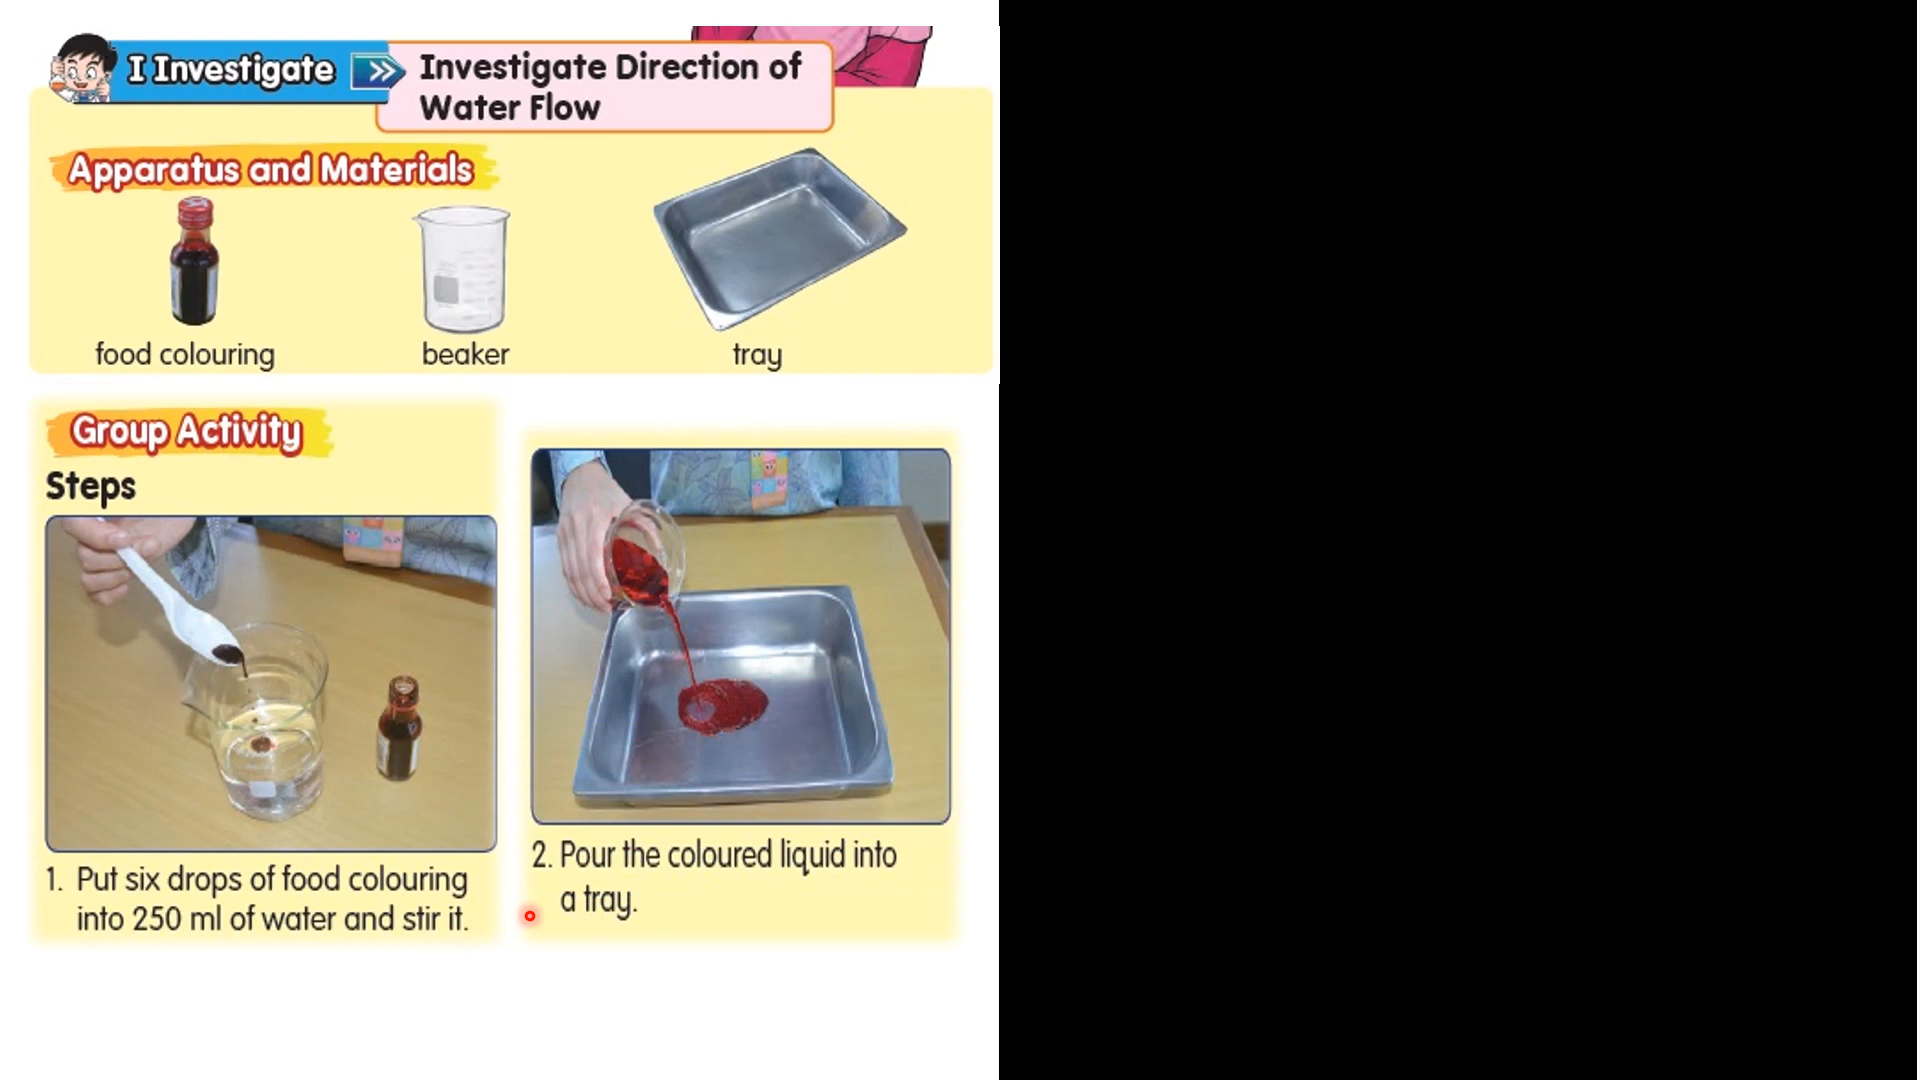 I Investigate
Investigate Direction of
Water Flow
Apparatus and Materials
food colouring
beaker
tray
Group Activity
Steps
1. Put six drops of food colouring
into 250 ml of water and stir it.
2. Pour the coloured liquid into
a tray.